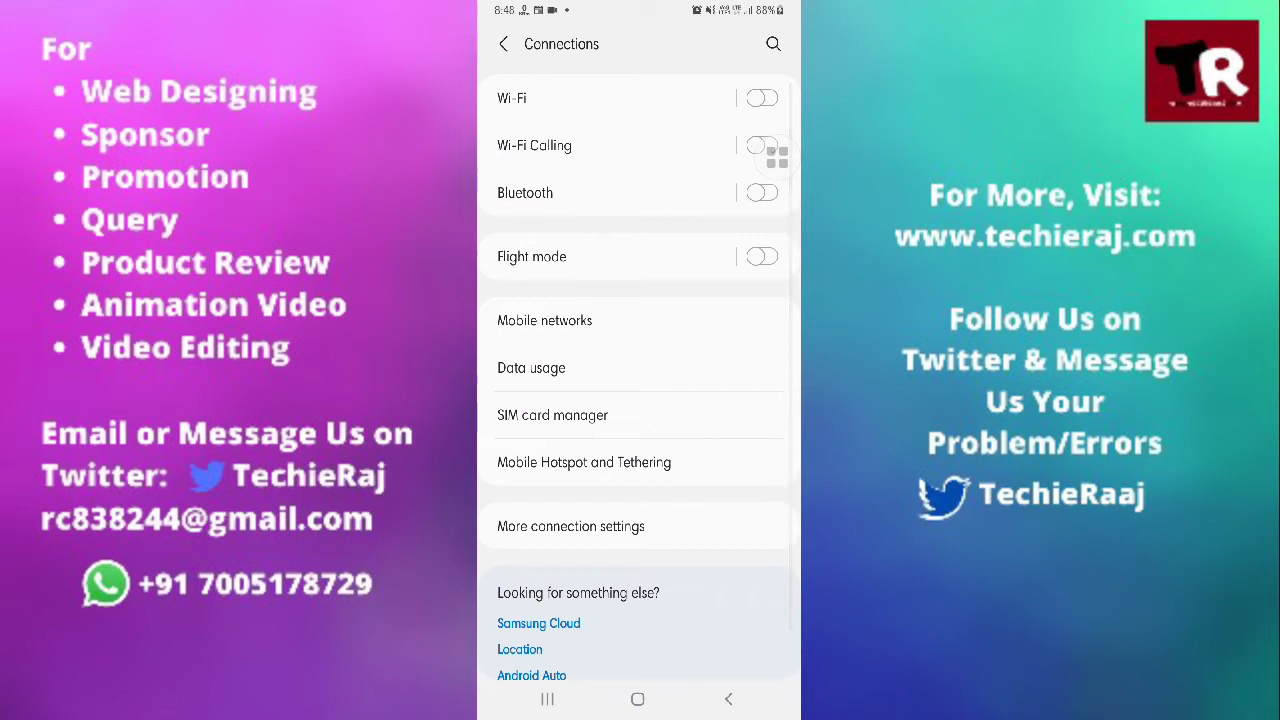 For
• Web Designing
• Sponsor
• Promotion
• Query
• Product Review
• Animation Video
• Video Editing
Email or Message Us on
Twitter: TechieRaj
rc838244@gmail.com
+91 7005178729
8:48
88%
Connections
Wi-Fi
Wi-Fi Calling
Bluetooth
Flight mode
Mobile networks
Data usage
SIM card manager
Mobile Hotspot and Tethering
More connection settings
Looking for something else?
Samsung Cloud
Location
Android Auto
TR
For More, Visit:
www.techieraj.com
Follow Us on
Twitter & Message
Us Your
Problem/Errors
TechieRaaj